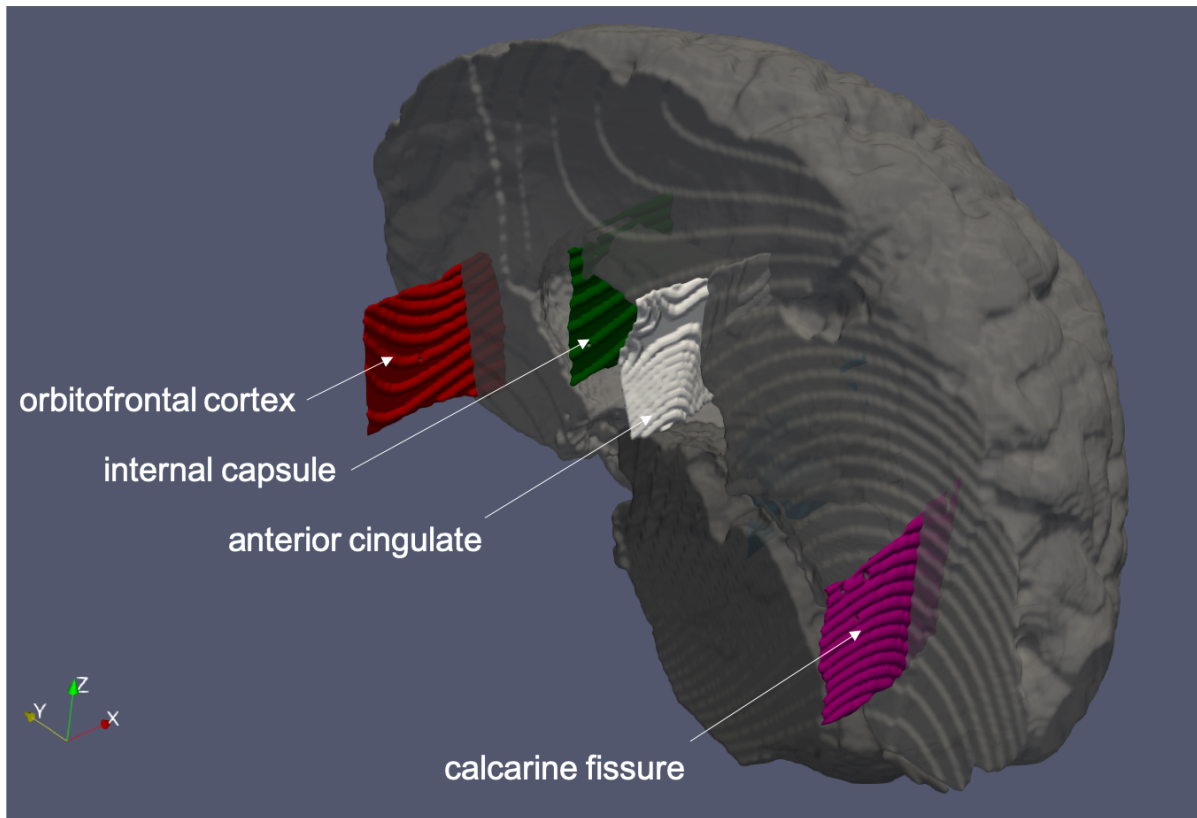 orbitofrontal cortex
internal capsule
anterior cingulate
Z
Y
X
calcarine fissure